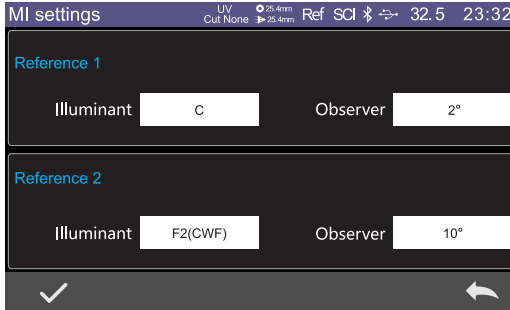 MI settings UV Cut None 25.4mm 25.4mm Ref SCI 32.5 23:32
Reference 1
Illuminant C Observer 2°
Reference 2
Illuminant F2(CWF) Observer 10°